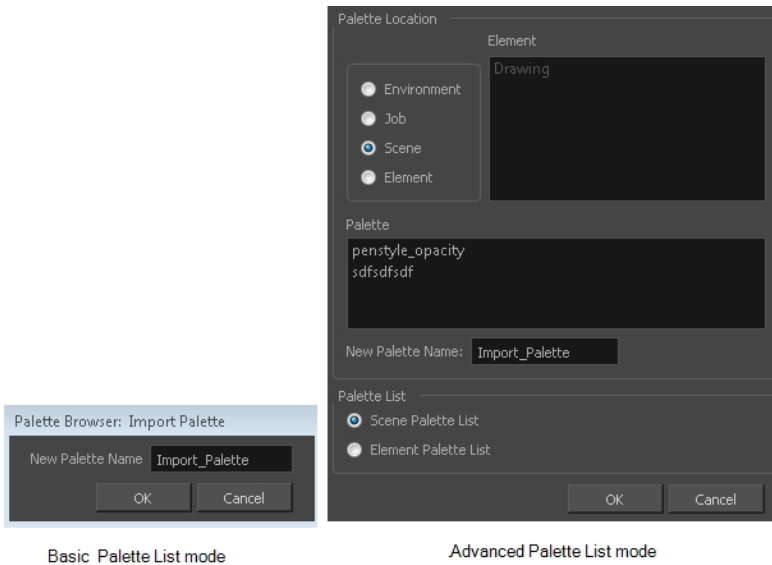 Palette Location
Element
Drawing
Environment
Job
Scene
Element
Palette
penstyle_opacity
sdfsdfsdf
New Palette Name: Import_Palette
Palette List
Scene Palette List
Element Palette List
OK Cancel
Advanced Palette List mode
Palette Browser: Import Palette
New Palette Name Import_Palette
OK Cancel
Basic Palette List mode